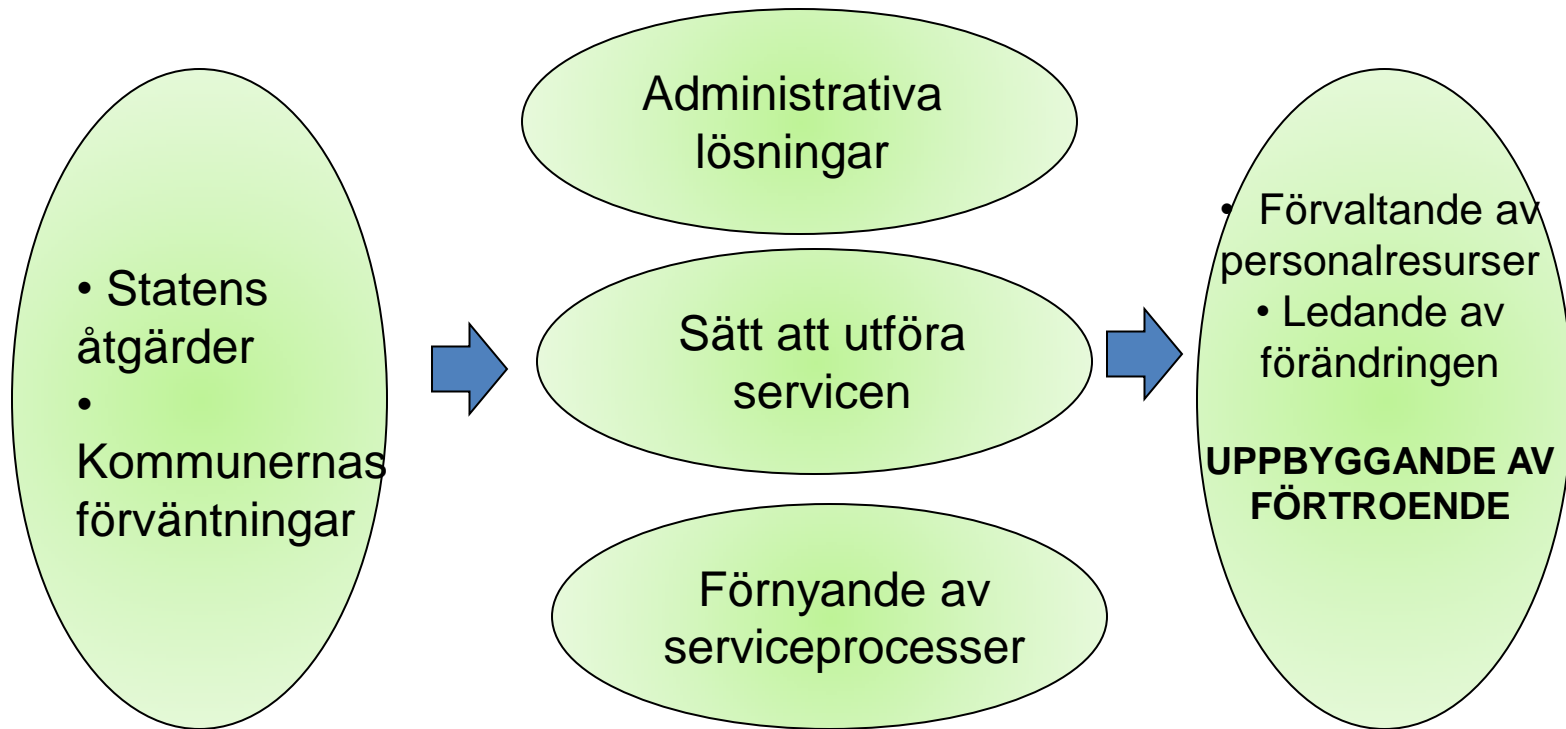 • Statens
åtgärder
•
Kommunernas
förväntningar
Administrativa
lösningar
Sätt att utföra
servicen
Förnyande av
serviceprocesser
• Förvaltande av
personalresurser
• Ledande av
förändringen
UPPBYGGANDE AV
FÖRTROENDE